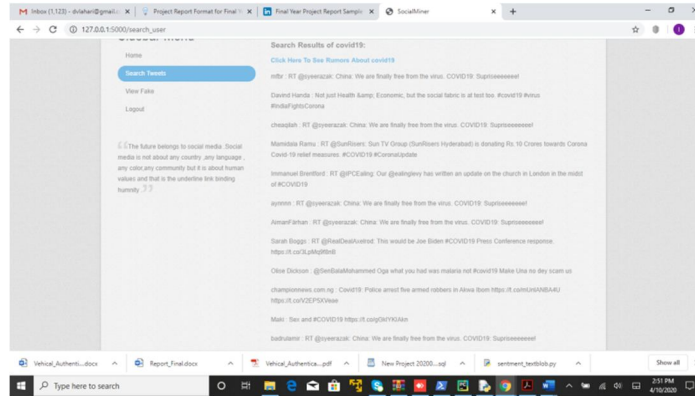 Inbox (1,123) - dvlahari@gmail.c
Project Report Format for Final Y
Final Year Project Report Sample
SocialMiner
127.0.0.1:5000/search_user
Home
Search Tweets
View Fake
Logout
The future belongs to social media. Social
media is not about any country ,any language ,
any color,any community but it is about human
values and that is the underline link binding
humnity
Search Results of covid19:
Click Here To See Rumors About covid19
: RT @syeerazak: China: We are finally free from the virus. COVID19: Supriseeeeee!
Davind Handa : Not just Health &amp; Economic, but the social fabric is at test too. #covid19 #virus
#IndiaFightsCorona
cheaqilah : RT @syeerazak: China: We are finally free from the virus. COVID19: Supriseeeeee!
Mamidala Ramu : RT @SunRisers: Sun TV Group (SunRisers Hyderabad) is donating Rs.10 Crores towards Corona
Covid-19 relief measures. #COVID19 #CoronaUpdate
Immanuel Brentford : RT @IPCEaling: Our @ealinglevy has written an update on the church in London in the midst
of #COVID19
aynnnn : RT @syeerazak: China: We are finally free from the virus. COVID19: Supriseeeeee!
AimanFarhan : RT @syeerazak: China: We are finally free from the virus. COVID19: Supriseeeeee!
Sarah Boggs : RT @RealDealAxelrod: This would be Joe Biden #COVID19 Press Conference response.
Olise Dickson : @SenBalaMohammed Oga what you had was malaria not #covid19 Make Una no dey scam us
championnews.com.ng : Covid19: Police arrest five armed robbers in Akwa Ibom
Maki : Sex and #COVID19
badrulamir : RT @syeerazak: China: We are finally free from the virus. COVID19: Supriseeeeee!
Vehical_Authenti....docx
Report_Final.docx
Vehical_Authentica....pdf
New Project 20200....sql
sentment_textblob.py
Show all
Type here to search
2:51 PM
4/10/2020